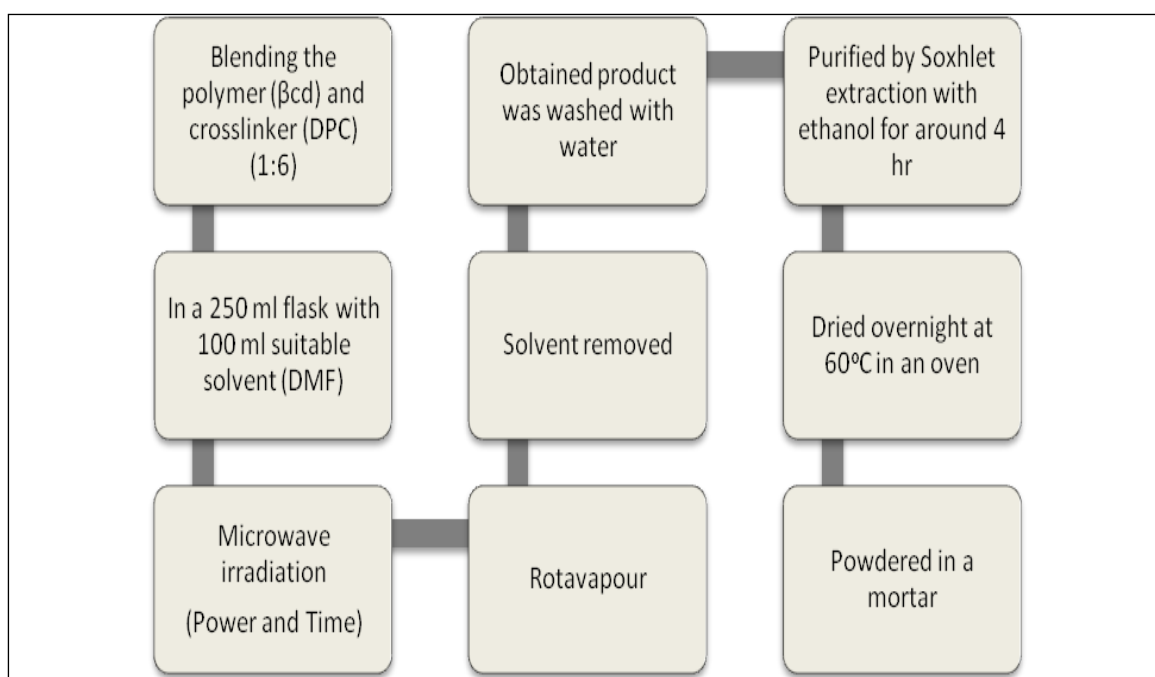 Blending the
polymer (βcd) and
crosslinker (DPC)
(1:6)
In a 250 ml flask with
100 ml suitable
solvent (DMF)
Microwave
irradiation
(Power and Time)
Rotavapour
Solvent removed
Obtained product
was washed with
water
Purified by Soxhlet
extraction with
ethanol for around 4
hr
Dried overnight at
60ºC in an oven
Powdered in a
mortar